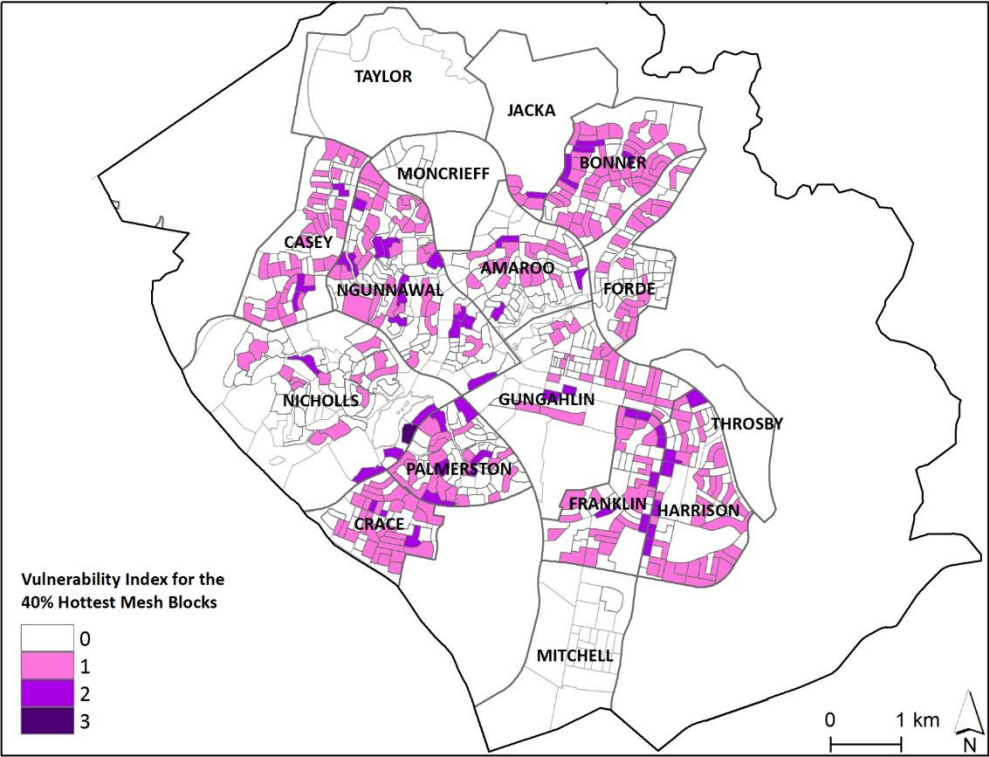 TAYLOR
JACKA
MONCRIEFF
BONNER
CASEY
AMAROO
NGUNNAWAL
FORDE
NICHOLLS
GUNGAHLIN
THROSBY
PALMERSTON
FRANKLIN
HARRISON
CRACE
MITCHELL
Vulnerability Index for the
40% Hottest Mesh Blocks
0
1
2
3
0 1 km
N